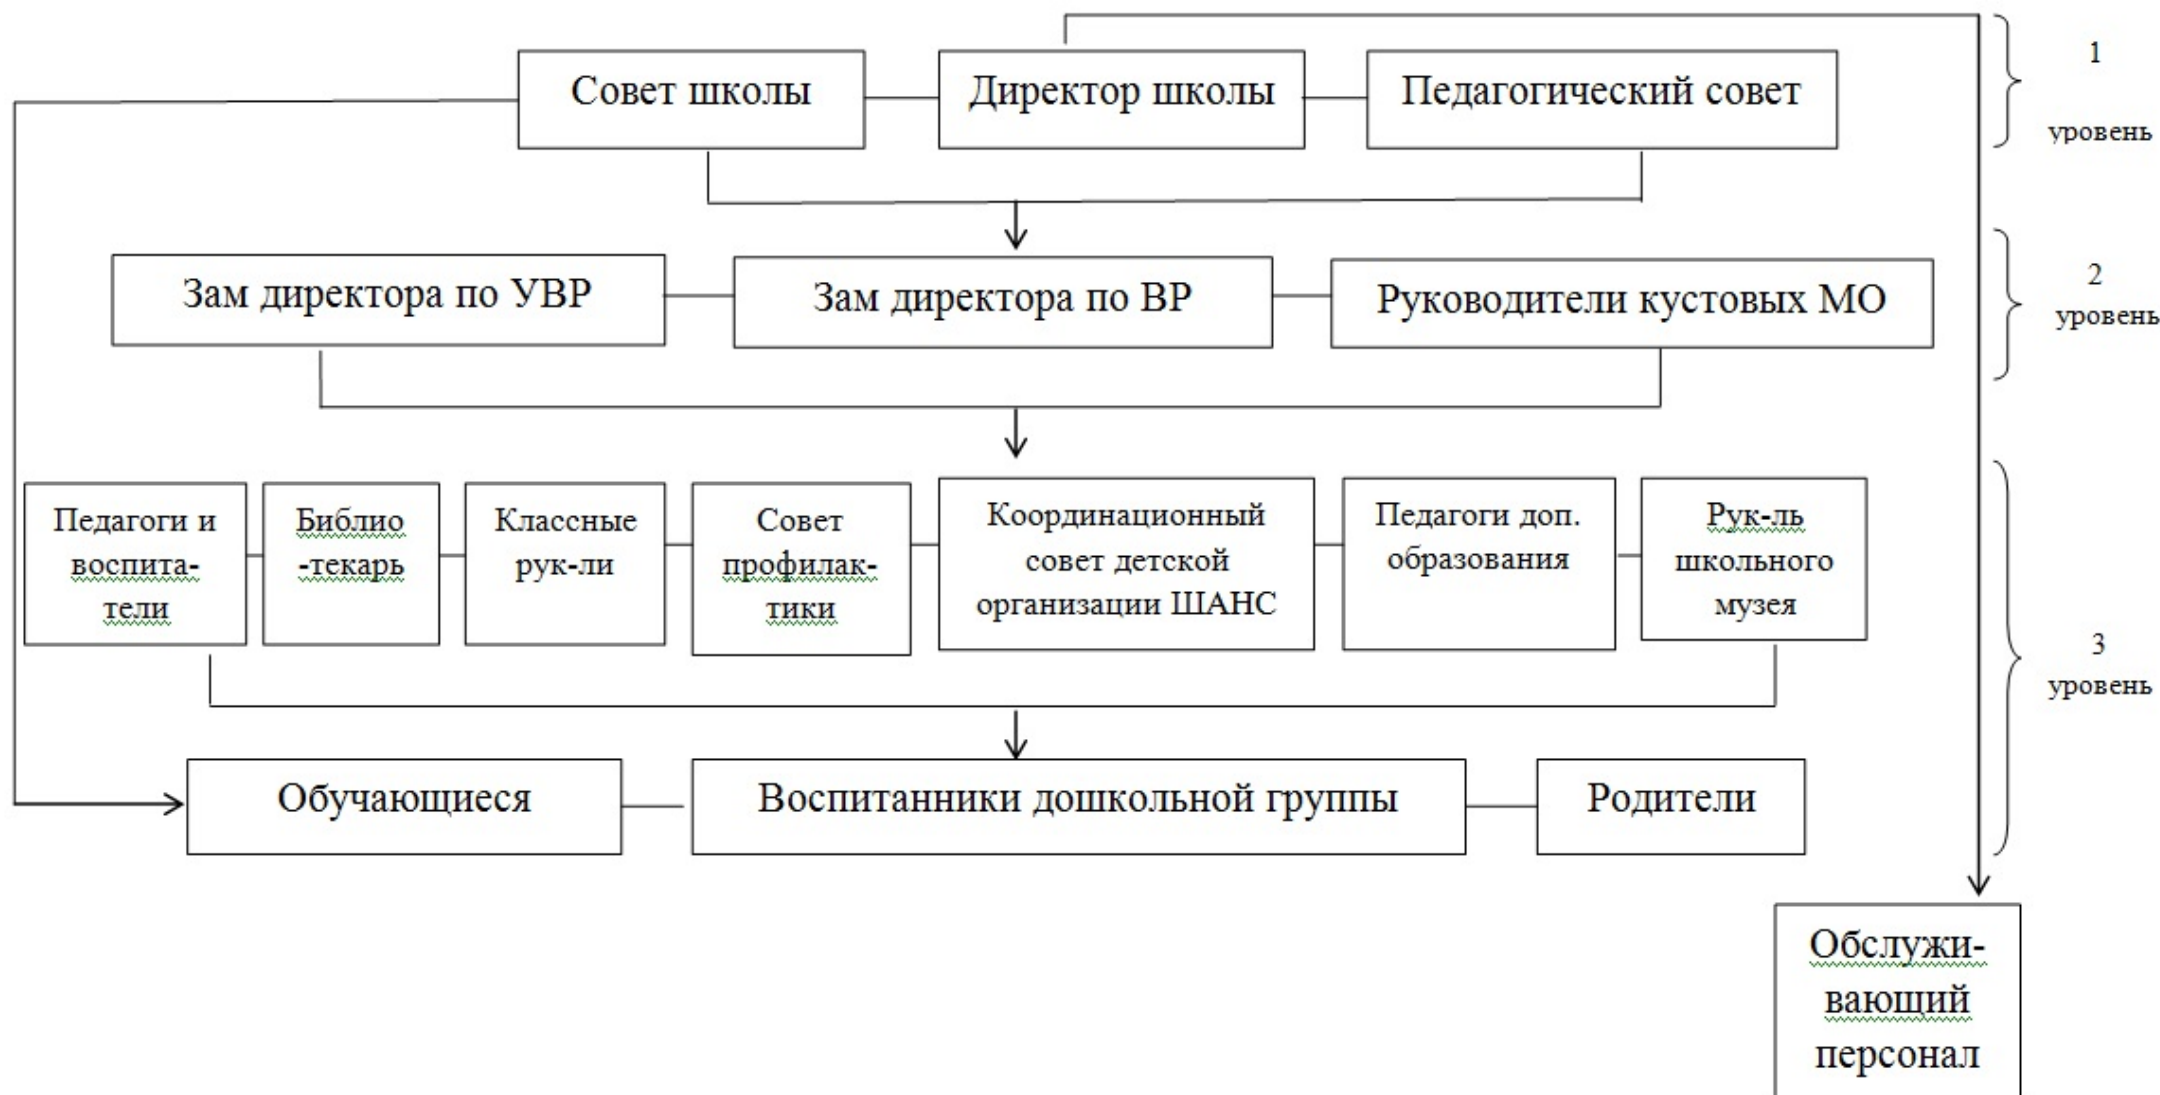 Совет школы
Директор школы
Педагогический совет
1
уровень
Зам директора по УВР
Зам директора по ВР
Руководители кустовых МО
2
уровень
Педагоги и
воспита-
тели
Библио
-текарь
Классные
рук-ли
Совет
профилак-
тики
Координационный
совет детской
организации ШАНС
Педагоги доп.
образования
Рук-ль
школьного
музея
3
уровень
Обучающиеся
Воспитанники дошкольной группы
Родители
Обслужи-
вающий
персонал